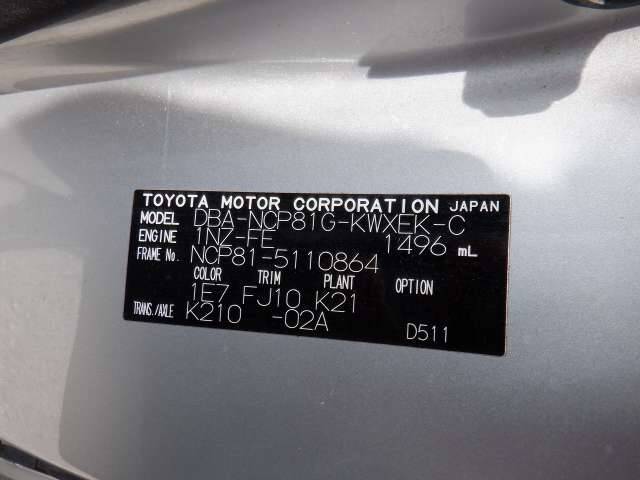 TOYOTA MOTOR CORPORATION JAPAN
MODEL DBA-NCP81G-KWXEK-C
ENGINE 1NZ-FE 1496 mL
FRAME No. NCP81-5110864
COLOR TRIM PLANT OPTION
1E7 FJ10 K21
TRANS./AXLE K210 -02A
D511